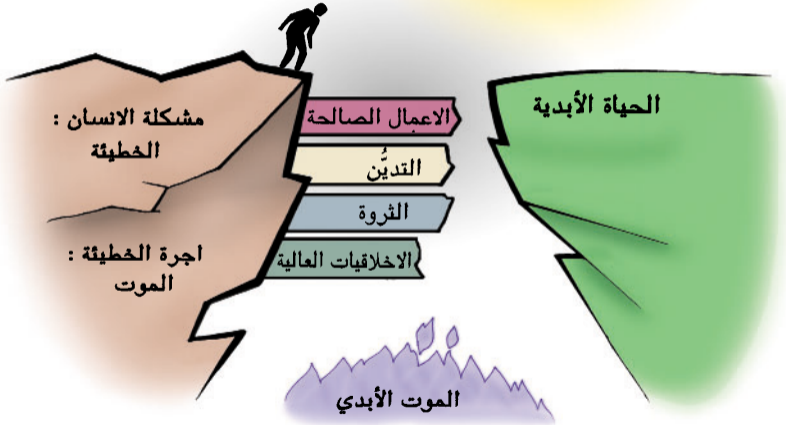 مشكلة الانسان :
الخطيئة
اجرة الخطيئة :
الموت
الاعمال الصالحة
التديُّن
الثروة
الاخلاقيات العالية
الحياة الأبدية
الموت الأبدي